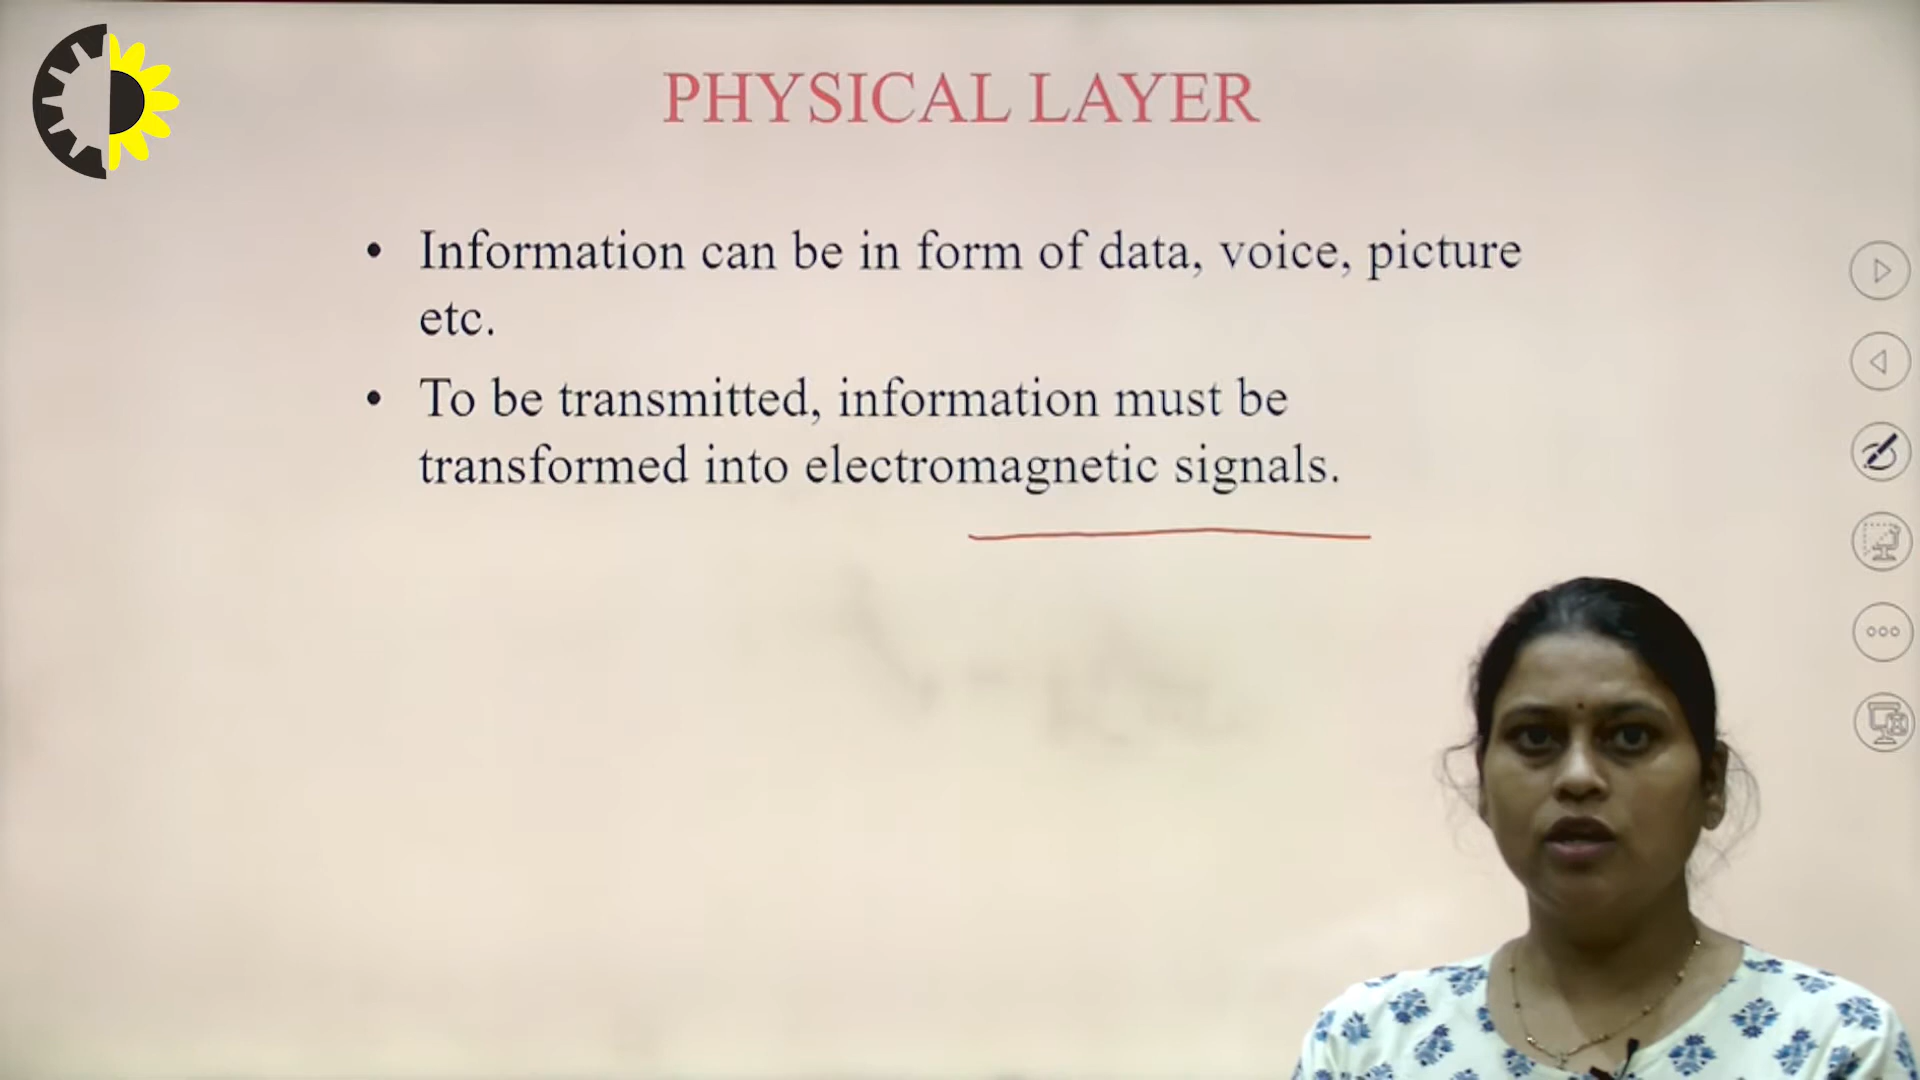 PHYSICAL LAYER
• Information can be in form of data, voice, picture
etc.
• To be transmitted, information must be
transformed into electromagnetic signals.